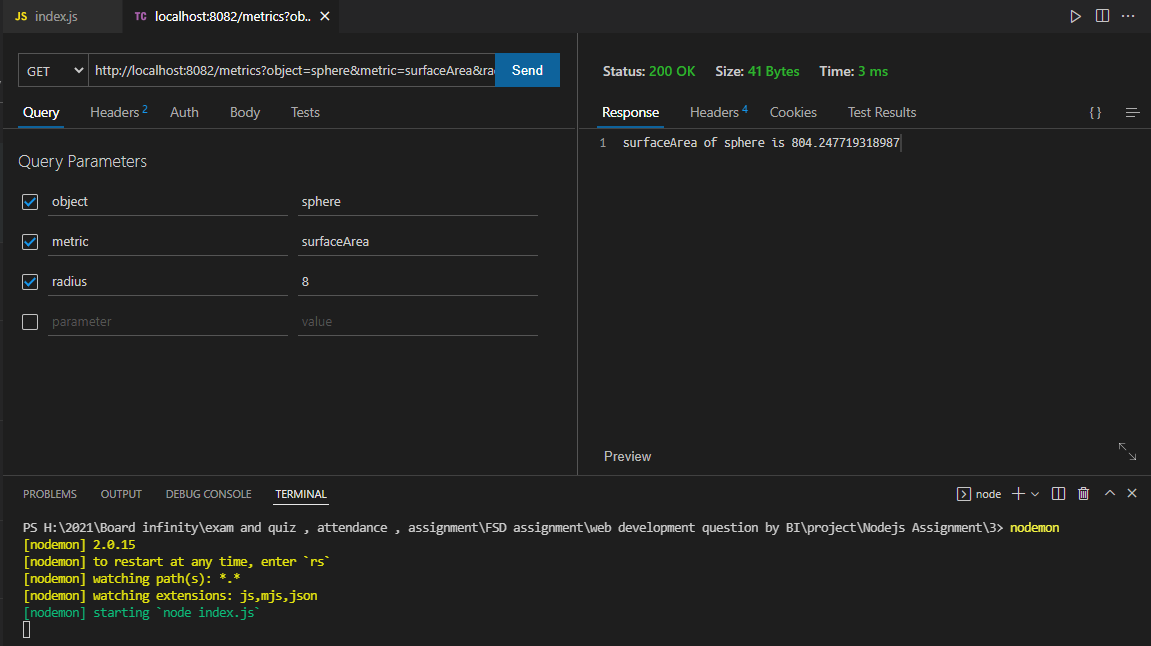 JS index.js
TC localhost:8082/metrics?ob..
GET
http://localhost:8082/metrics?object=sphere&metric=surfaceArea&ra
Send
Query
Headers 2
Auth
Body
Tests
Query Parameters
object
sphere
metric
surfaceArea
radius
8
parameter
value
Status: 200 OK Size: 41 Bytes Time: 3 ms
Response
Headers 4
Cookies
Test Results
{ }
1 surfaceArea of sphere is 804.247719318987
Preview
PROBLEMS
OUTPUT
DEBUG CONSOLE
TERMINAL
node
PS H:\2021\Board infinity\exam and quiz , attendance , assignment\FSD assignment\web development question by BI\project\Nodejs Assignment\3> nodemon
[nodemon] 2.0.15
[nodemon] to restart at any time, enter `rs`
[nodemon] watching path(s): *.*
[nodemon] watching extensions: js,mjs,json
[nodemon] starting `node index.js`